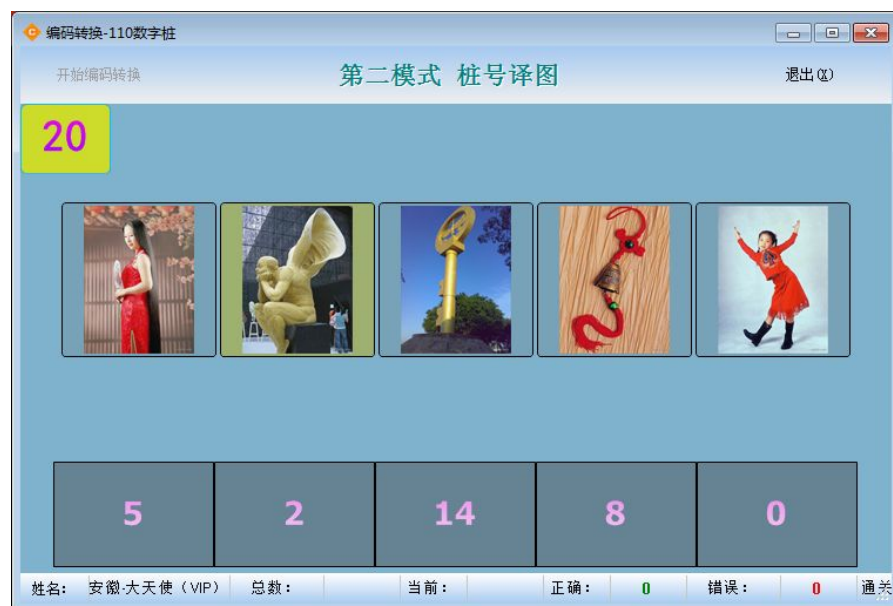 编码转换-110数字桩
开始编码转换
第二模式 桩号译图
退出(X)
20
5 2 14 8 0
姓名: 安徽-大天使（VIP） 总数: 当前: 正确: 0 错误: 0 通关